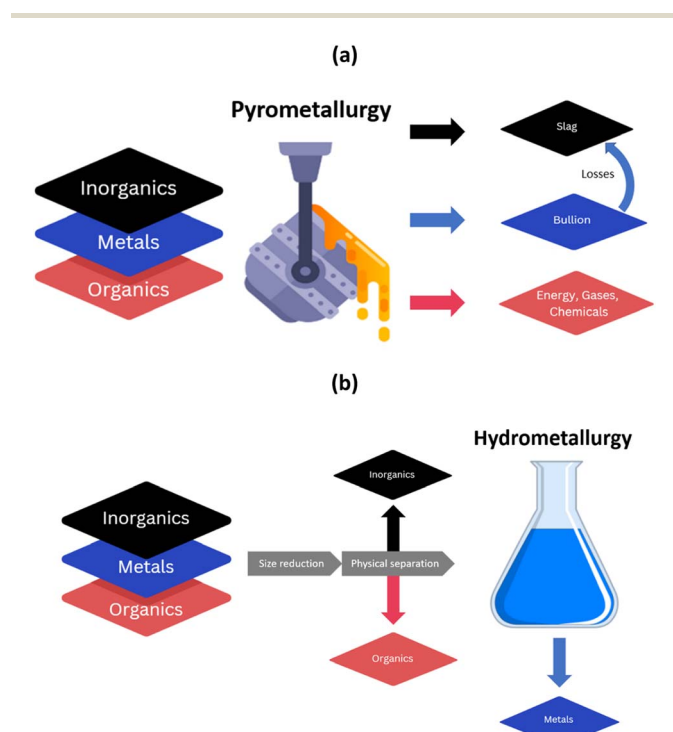 (a)
Pyrometallurgy
Inorganics
Metals
Organics
Slag
Losses
Bullion
Energy, Gases,
Chemicals
(b)
Hydrometallurgy
Inorganics
Metals
Organics
Size reduction
Physical separation
Inorganics
Organics
Metals